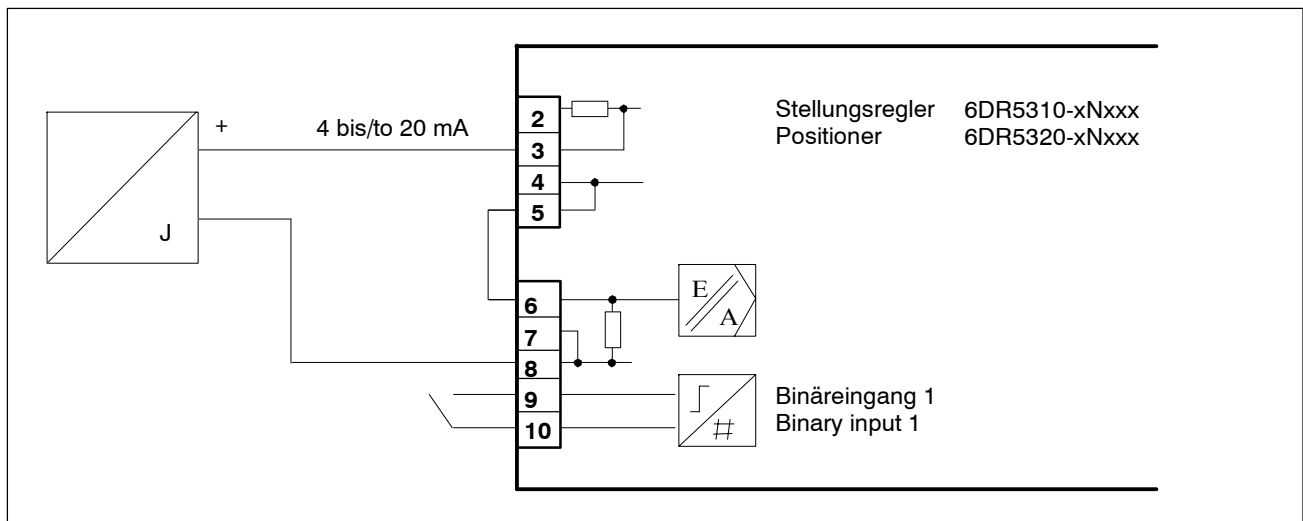 Stellungsregler 6DR5310-xNxxx
Positioner 6DR5320-xNxxx
+ 4 bis/to 20 mA
J
2
3
4
5
6
7
8
9
10
E
A
Binäreingang 1
Binary input 1
#